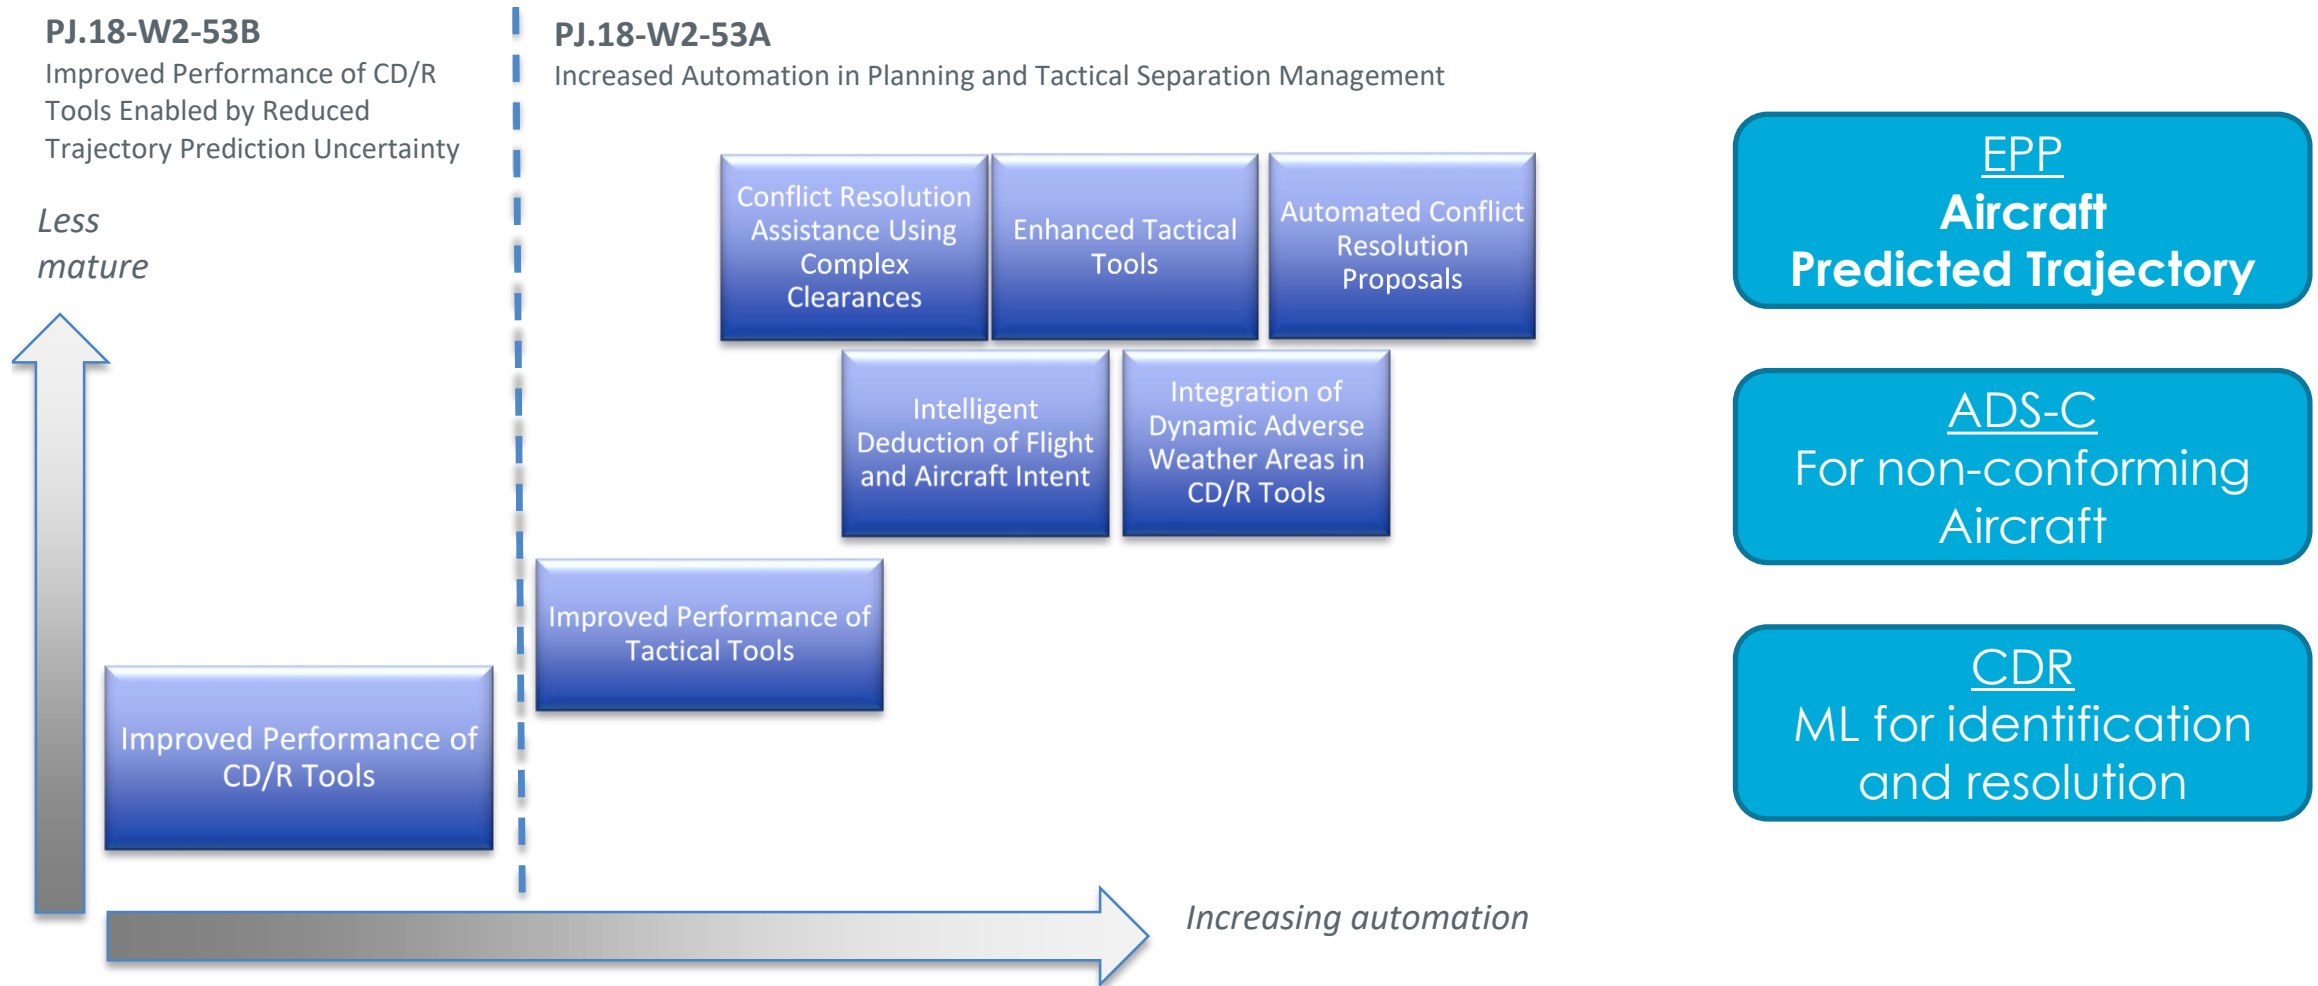 PJ.18-W2-53B
Improved Performance of CD/R
Tools Enabled by Reduced
Trajectory Prediction Uncertainty
PJ.18-W2-53A
Increased Automation in Planning and Tactical Separation Management
Less
mature
Conflict Resolution
Assistance Using
Complex
Clearances
Enhanced Tactical
Tools
Automated Conflict
Resolution
Proposals
Intelligent
Deduction of Flight
and Aircraft Intent
Integration of
Dynamic Adverse
Weather Areas in
CD/R Tools
Improved Performance of
Tactical Tools
Improved Performance of
CD/R Tools
Increasing automation
EPP
Aircraft
Predicted Trajectory
ADS-C
For non-conforming
Aircraft
CDR
ML for identification
and resolution